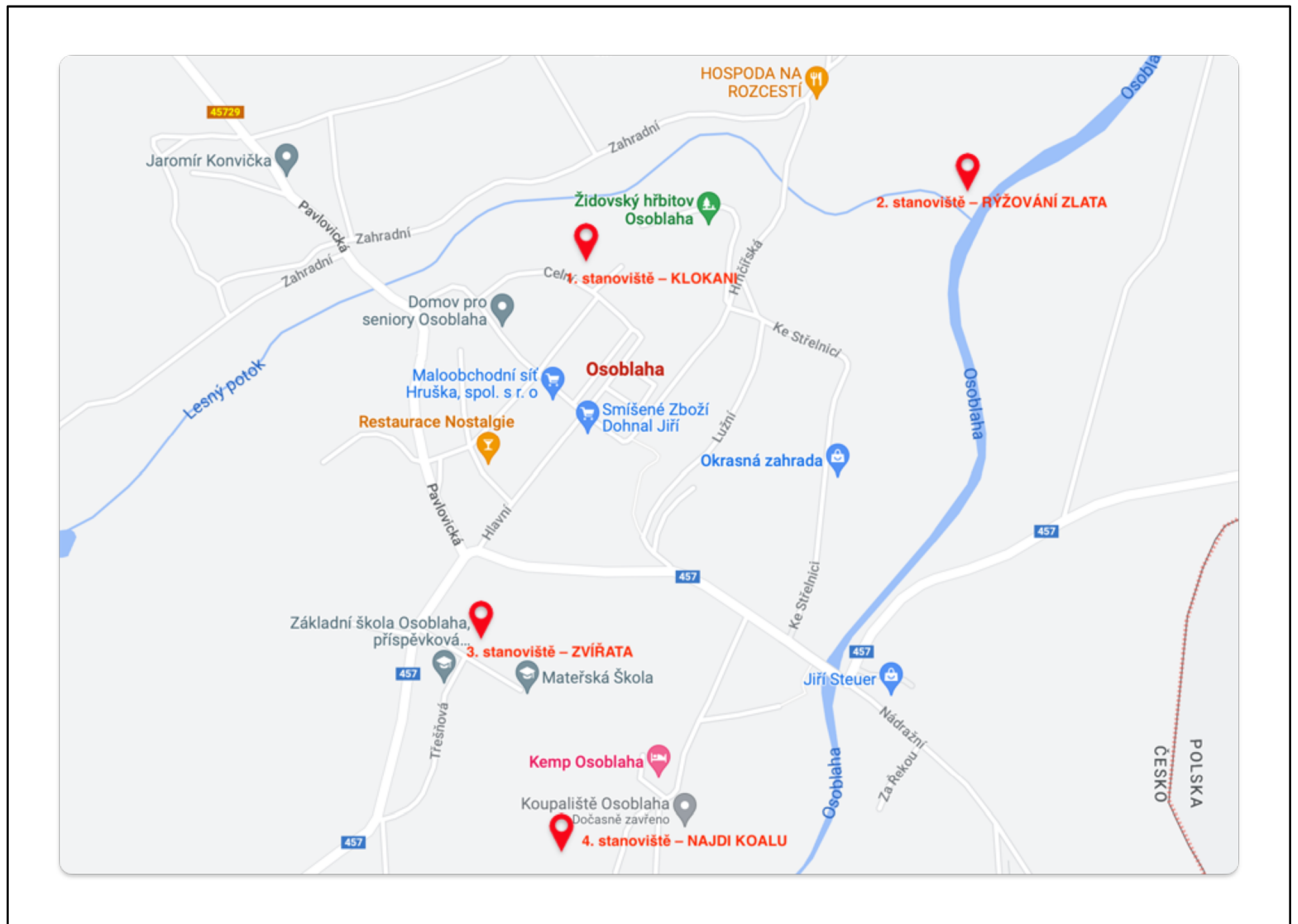 HOSPODA NA
ROZCESTÍ
Osobla
45729
Zahradní
Jaromír Konvička
2. stanoviště – RÝŽOVÁNÍ ZLATA
Židovský hřbitov
Osoblaha
Pavlovická
Zahradní
Zahradní
1. stanoviště – KLOKANI
Hrnčířská
Celní
Domov pro
seniory Osoblaha
Ke Střelnici
Osoblaha
Maloobchodní síť
Hruška, spol. s r. o
Lesný potok
Smíšené Zboží
Dohnal Jiří
Osoblaha
Restaurace Nostalgie
Lužní
Okrasná zahrada
Pavlovická
Hlavní
457
457
Ke Střelnici
Základní škola Osoblaha,
příspěvková...
3. stanoviště – ZVÍŘATA
457
457
Mateřská Škola
Jiří Steuer
Třešňová
Nádražní
Kemp Osoblaha
Za Řekou
Osoblaha
ČESKO
POLSKA
Koupaliště Osoblaha
Dočasně zavřeno
4. stanoviště – NAJDI KOALU
457